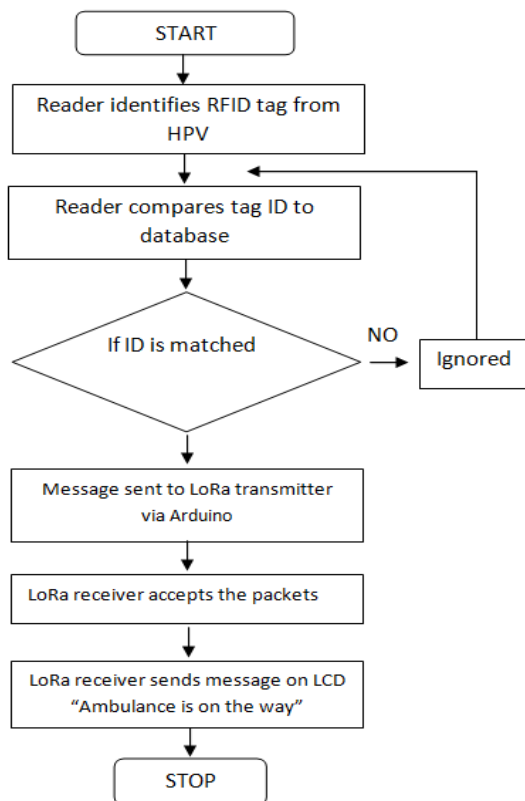 START
Reader identifies RFID tag from
HPV
Reader compares tag ID to
database
If ID is matched
NO
Ignored
Message sent to LoRa transmitter
via Arduino
LoRa receiver accepts the packets
LoRa receiver sends message on LCD
“Ambulance is on the way”
STOP